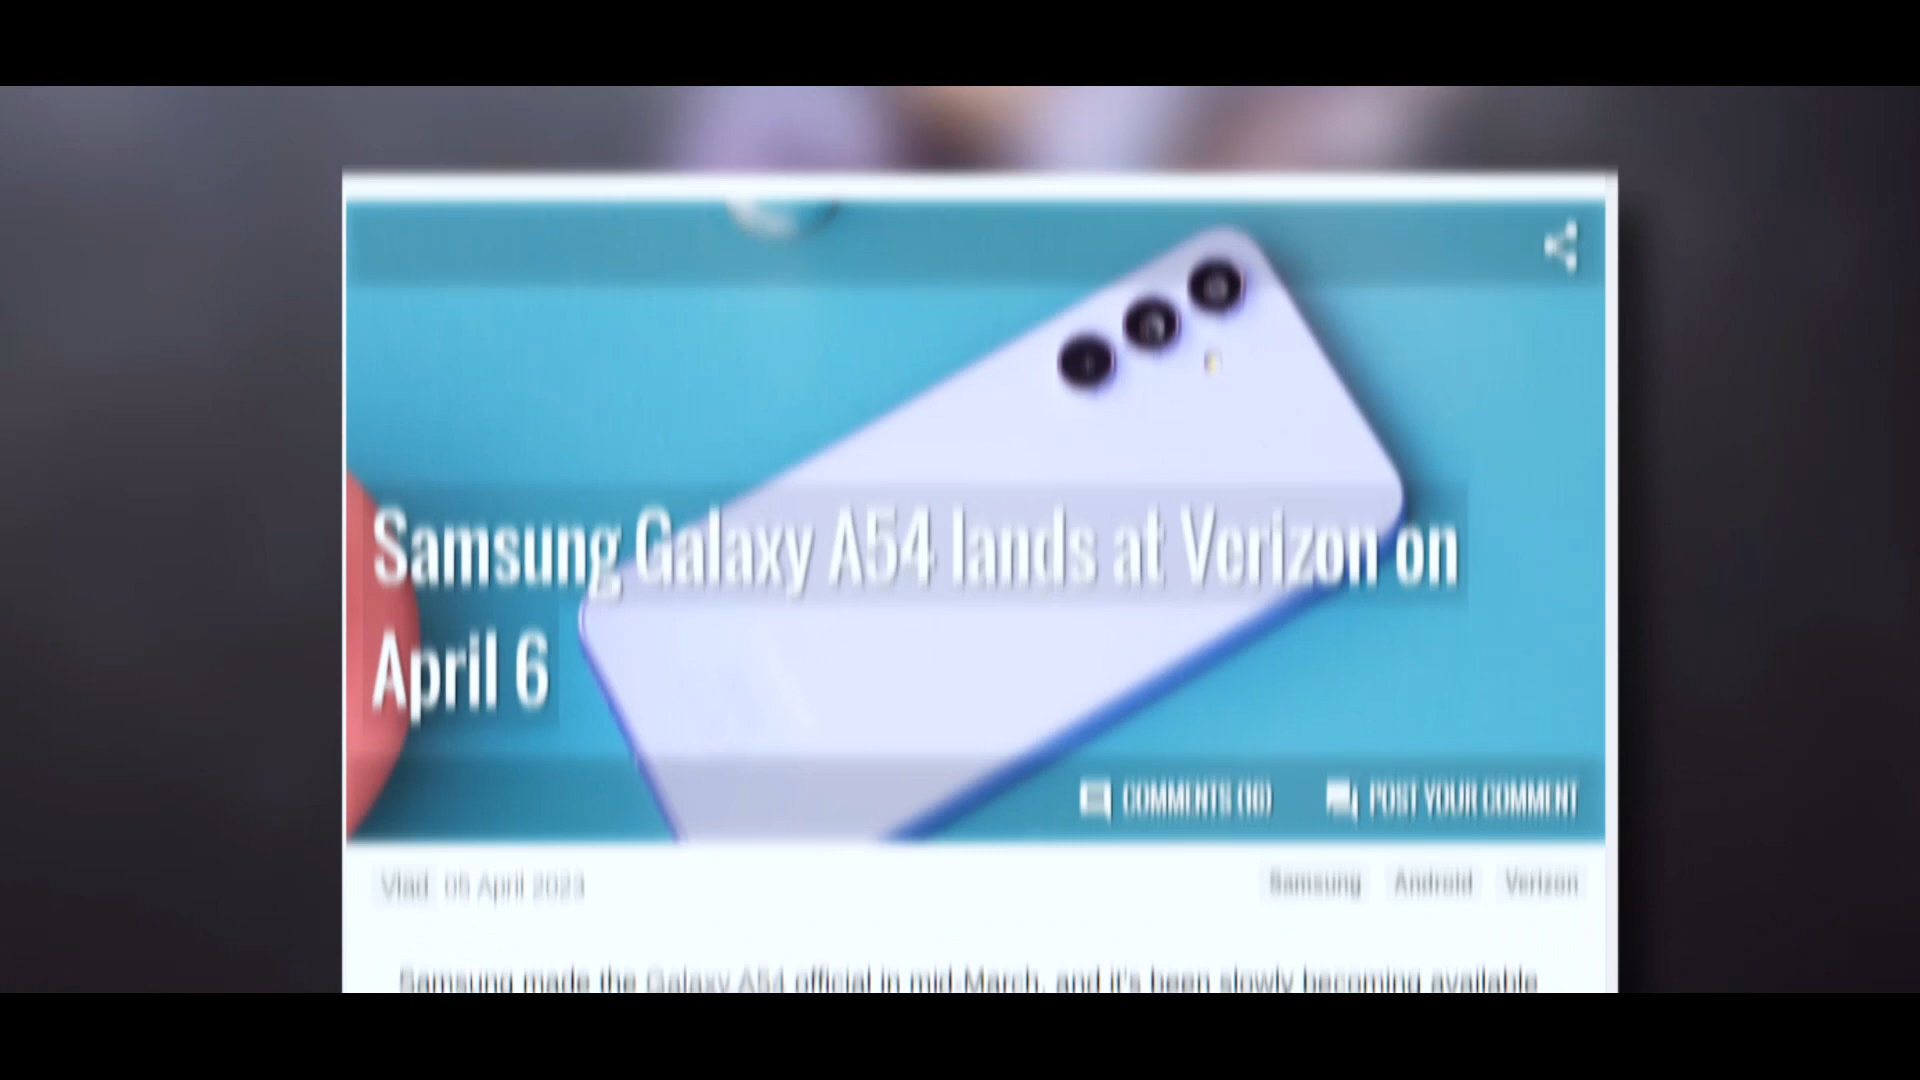 Samsung Galaxy A54 lands at Verizon on
April 6
COMMENTS (16)
POST YOUR COMMENT
Vlad 05 April 2023
Samsung Android Verizon
Samsung made the Galaxy A54 official in mid-March, and it's been slowly becoming available